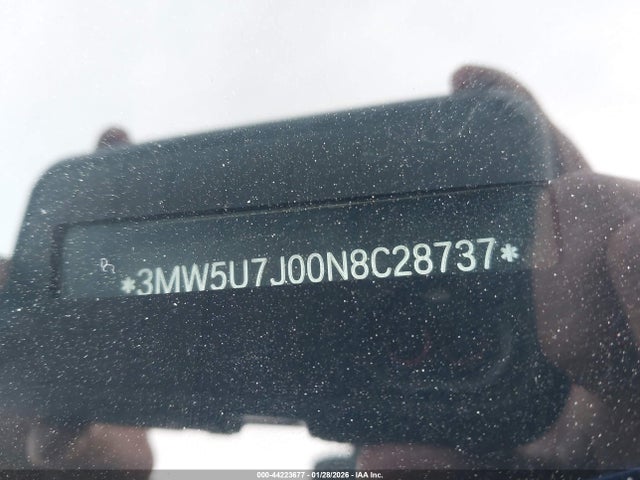 *3MW5U7J00N8C28737*
000-44223677 - 01/28/2026 - IAA Inc.